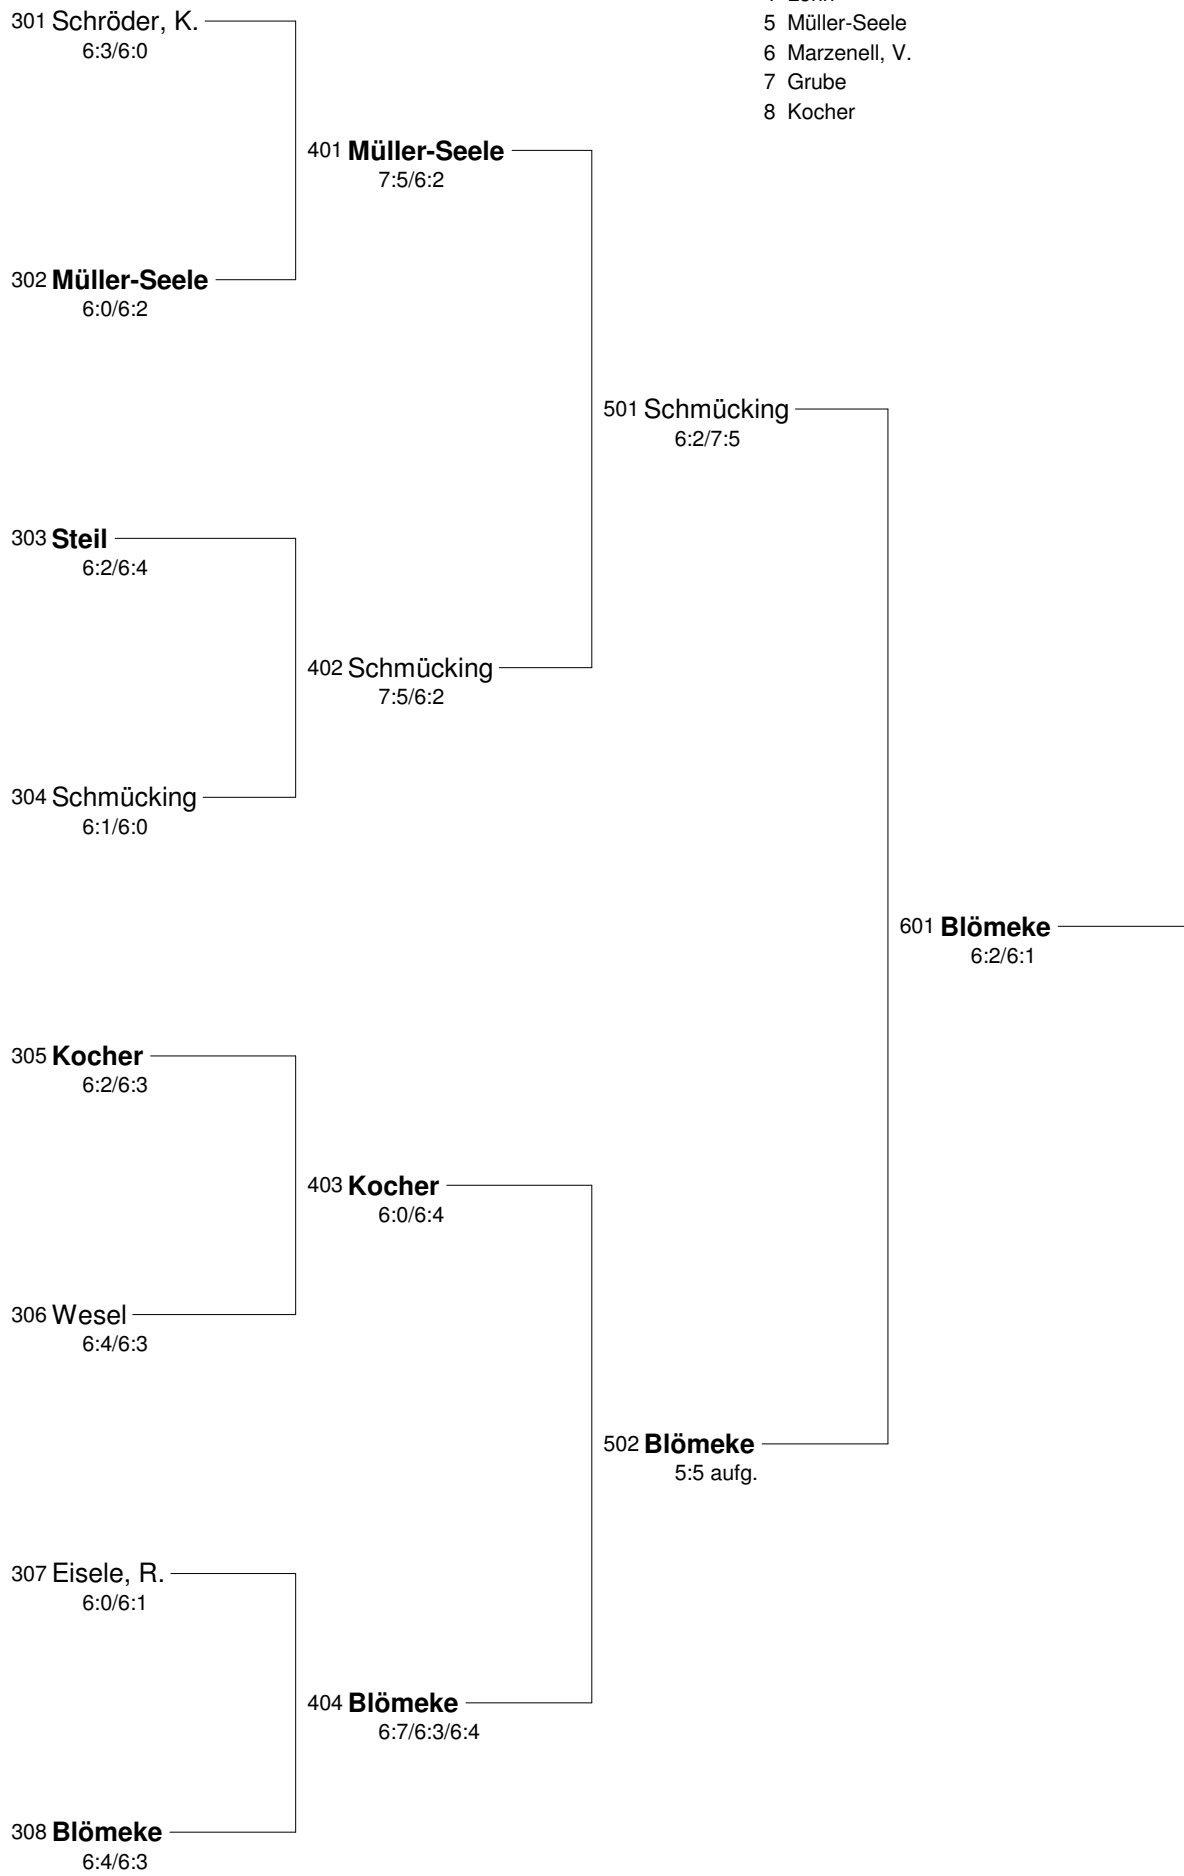 5 Müller-Seele
6 Marzenell, V.
7 Grube
8 Kocher
301 Schröder, K.
6:3/6:0
401 Müller-Seele
7:5/6:2
302 Müller-Seele
6:0/6:2
501 Schmücking
6:2/7:5
303 Steil
6:2/6:4
402 Schmücking
7:5/6:2
304 Schmücking
6:1/6:0
601 Blömeke
6:2/6:1
305 Kocher
6:2/6:3
403 Kocher
6:0/6:4
306 Wesel
6:4/6:3
502 Blömeke
5:5 aufg.
307 Eisele, R.
6:0/6:1
404 Blömeke
6:7/6:3/6:4
308 Blömeke
6:4/6:3